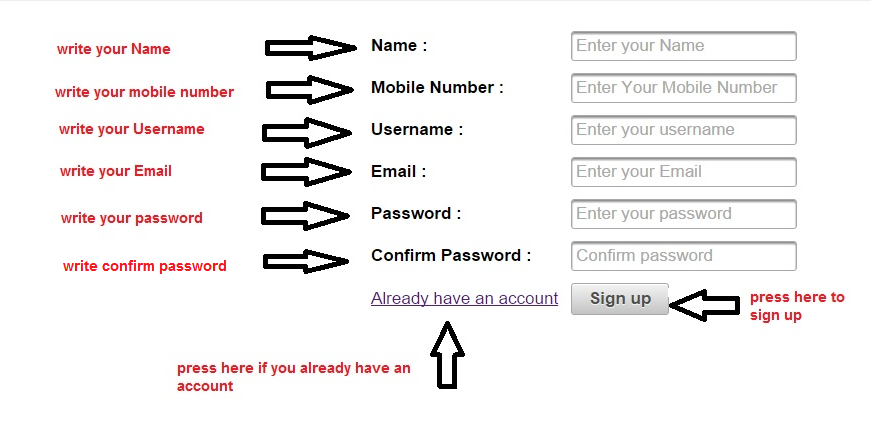 write your Name Name : Enter your Name
write your mobile number Mobile Number : Enter Your Mobile Number
write your Username Username : Enter your username
write your Email Email : Enter your Email
write your password Password : Enter your password
write confirm password Confirm Password : Confirm password
Already have an account Sign up
press here to
sign up
press here if you already have an
account